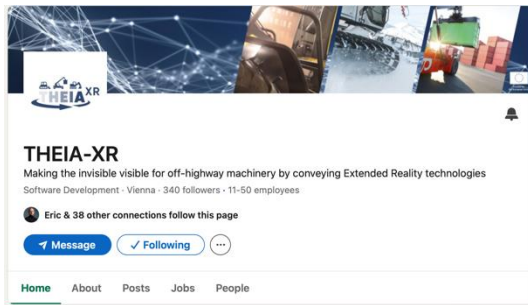 THEIA XR
THEIA-XR
Making the invisible visible for off-highway machinery by conveying Extended Reality technologies
Software Development · Vienna · 340 followers · 11-50 employees
Eric & 38 other connections follow this page
Message
Following
Home About Posts Jobs People